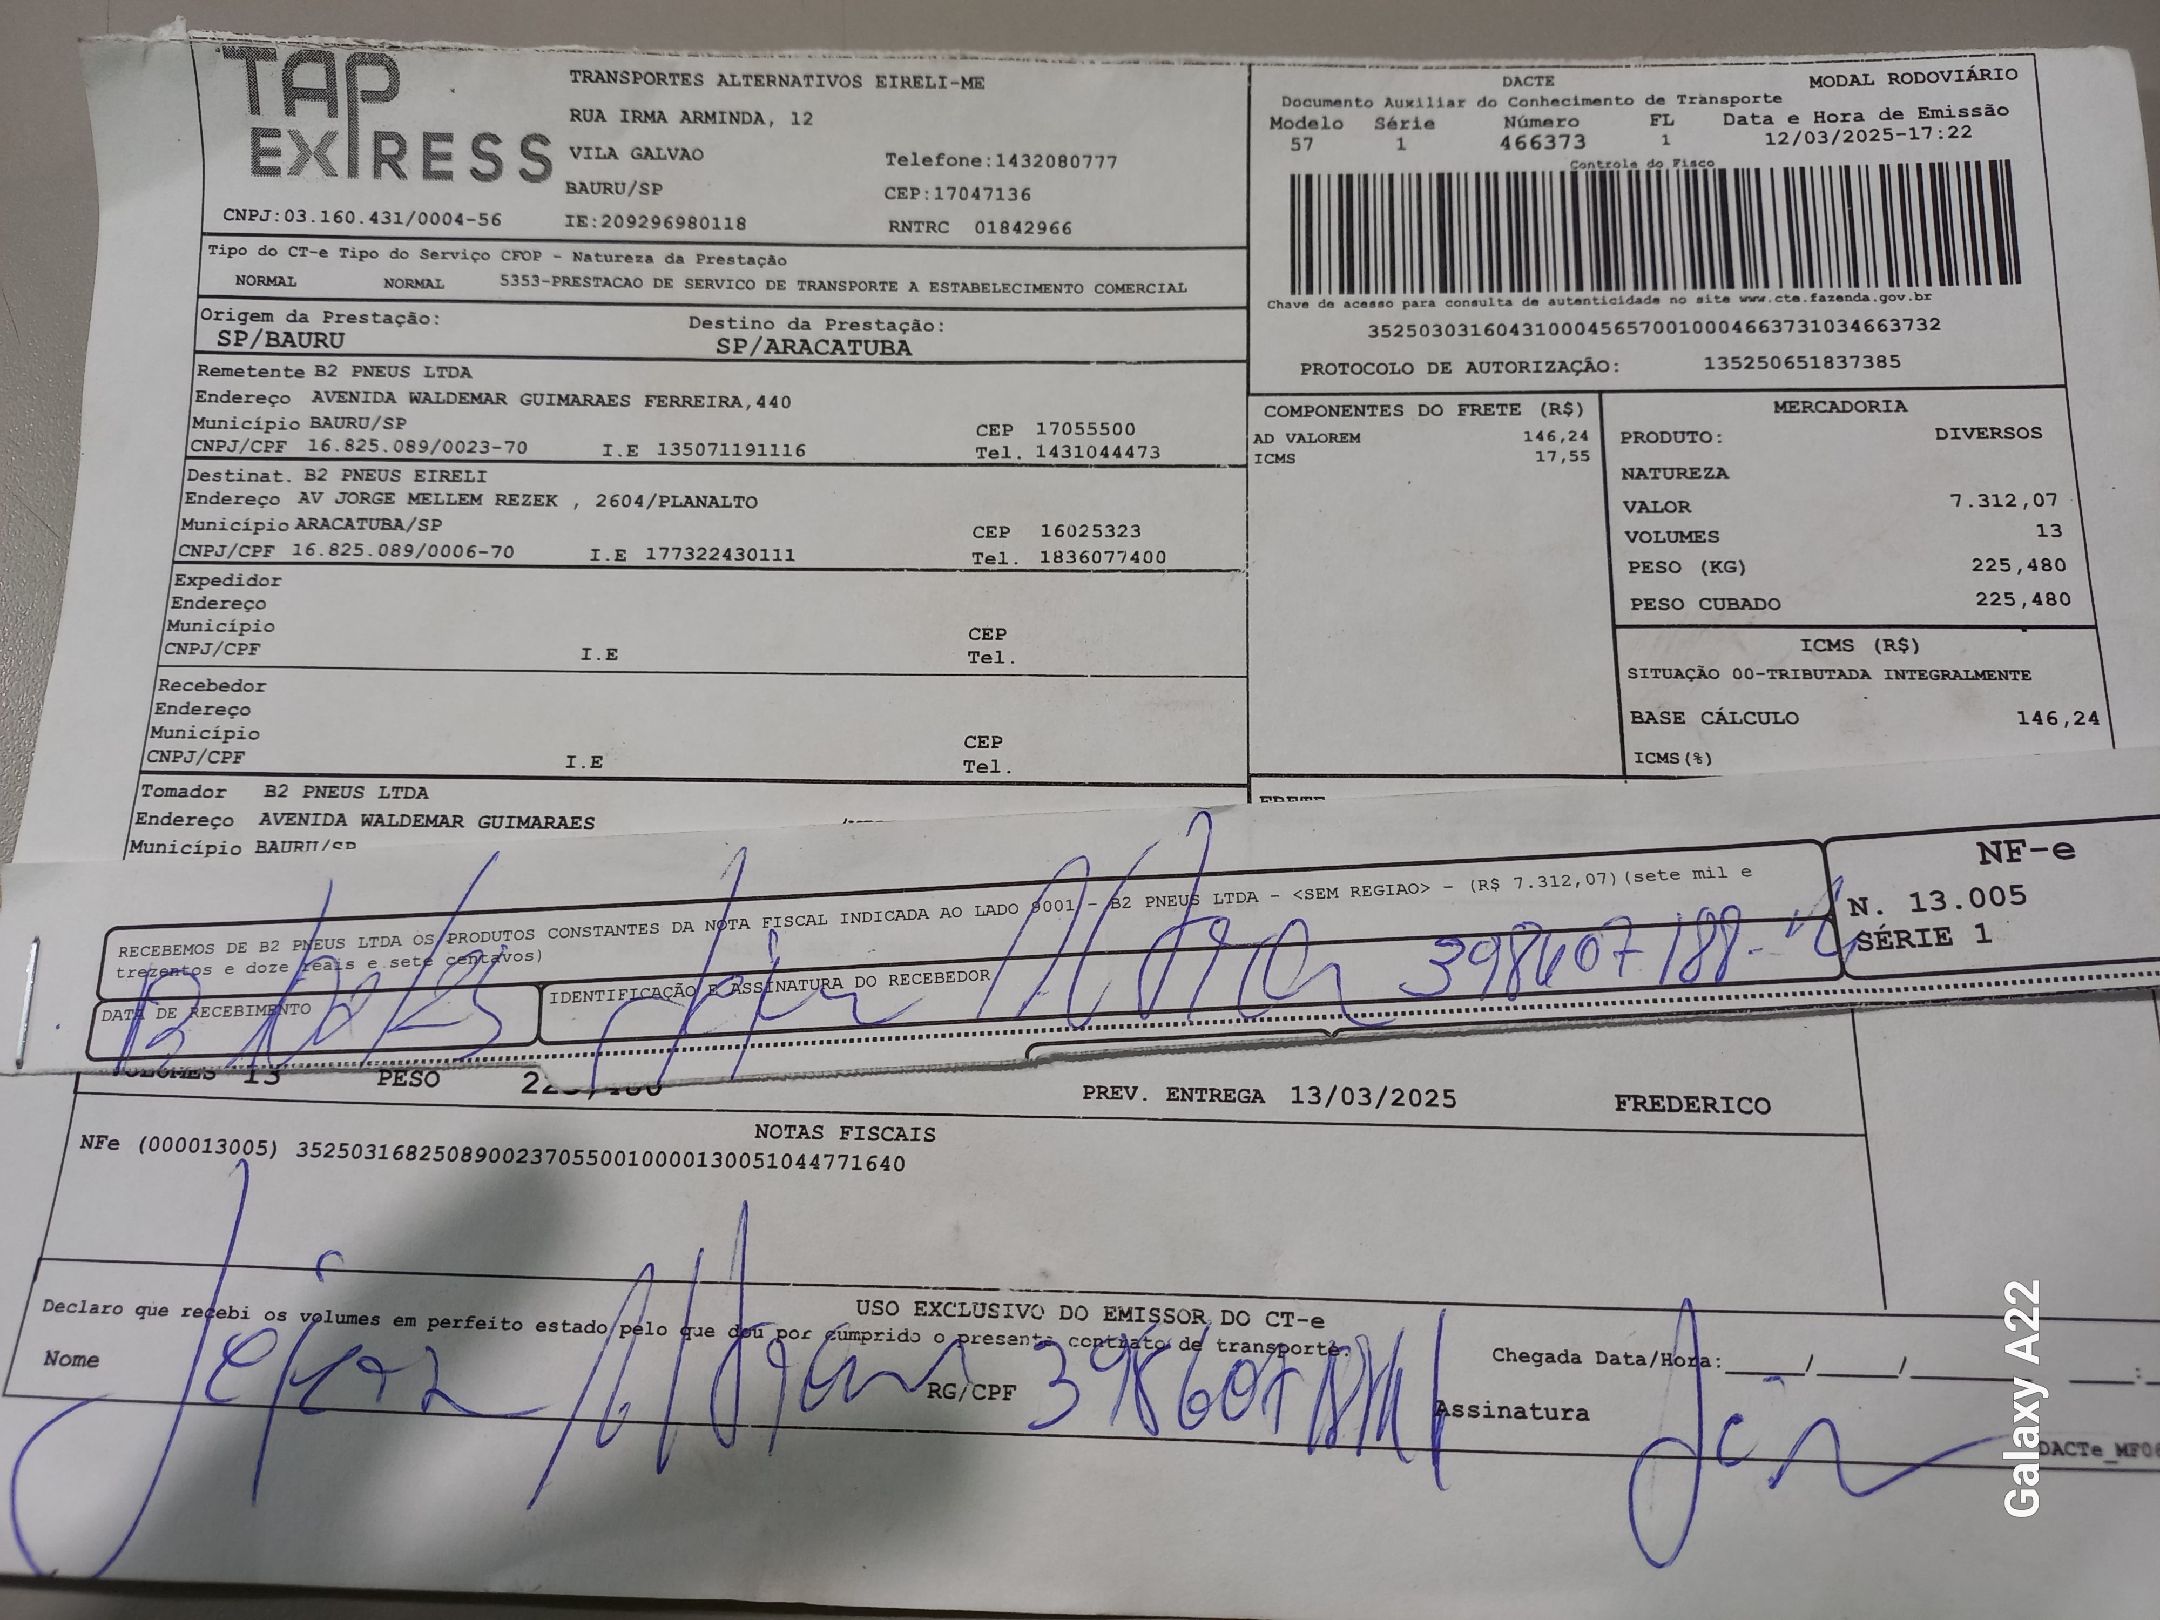 TAP EXPRESS
TRANSPORTES ALTERNATIVOS EIRELI-ME
RUA IRMA ARMINDA, 12
VILA GALVAO Telefone:1432080777
BAURU/SP CEP:17047136
CNPJ:03.160.431/0004-56 IE:209296980118 RNTRC 01842966
DACTE MODAL RODOVIÁRIO
Documento Auxiliar do Conhecimento de Transporte
Modelo Série Número FL Data e Hora de Emissão
57 1 466373 1 12/03/2025-17:22
Controle do Fisco
Chave de acesso para consulta de autenticidade no site www.cte.fazenda.gov.br
35250303160431000456570010004663731034663732
PROTOCOLO DE AUTORIZAÇÃO: 135250651837385
Tipo do CT-e Tipo do Serviço CFOP - Natureza da Prestação
NORMAL NORMAL 5353-PRESTACAO DE SERVICO DE TRANSPORTE A ESTABELECIMENTO COMERCIAL
Origem da Prestação: Destino da Prestação:
SP/BAURU SP/ARACATUBA
Remetente B2 PNEUS LTDA
Endereço AVENIDA WALDEMAR GUIMARAES FERREIRA,440
Município BAURU/SP CEP 17055500
CNPJ/CPF 16.825.089/0023-70 I.E 135071191116 Tel. 1431044473
Destinat. B2 PNEUS EIRELI
Endereço AV JORGE MELLEM REZEK , 2604/PLANALTO
Município ARACATUBA/SP CEP 16025323
CNPJ/CPF 16.825.089/0006-70 I.E 177322430111 Tel. 1836077400
Expedidor
Endereço
Município CEP
CNPJ/CPF I.E Tel.
Recebedor
Endereço
Município CEP
CNPJ/CPF I.E Tel.
Tomador B2 PNEUS LTDA
Endereço AVENIDA WALDEMAR GUIMARAES
Município BAURU/SP
COMPONENTES DO FRETE (R$)
AD VALOREM 146,24
ICMS 17,55
MERCADORIA
PRODUTO: DIVERSOS
NATUREZA
VALOR 7.312,07
VOLUMES 13
PESO (KG) 225,480
PESO CUBADO 225,480
ICMS (R$)
SITUAÇÃO 00-TRIBUTADA INTEGRALMENTE
BASE CÁLCULO 146,24
ICMS(%)
FRETE
RECEBEMOS DE B2 PNEUS LTDA OS PRODUTOS CONSTANTES DA NOTA FISCAL INDICADA AO LADO 9001 - B2 PNEUS LTDA - <SEM REGIAO> - (R$ 7.312,07)(sete mil e
trezentos e doze reais e sete centavos)
DATA DE RECEBIMENTO IDENTIFICAÇÃO E ASSINATURA DO RECEBEDOR
NF-e
N. 13.005
SÉRIE 1
VOLUMES 13 PESO 225,480 PREV. ENTREGA 13/03/2025 FREDERICO
NOTAS FISCAIS
NFe (000013005) 35250316825089002370550010000130051044771640
USO EXCLUSIVO DO EMISSOR DO CT-e
Declaro que recebi os volumes em perfeito estado pelo que dou por cumprido o presente contrato de transporte.
Nome RG/CPF Chegada Data/Hora:____/____/____ ___:
Assinatura
DACTe_MF06
Galaxy A22